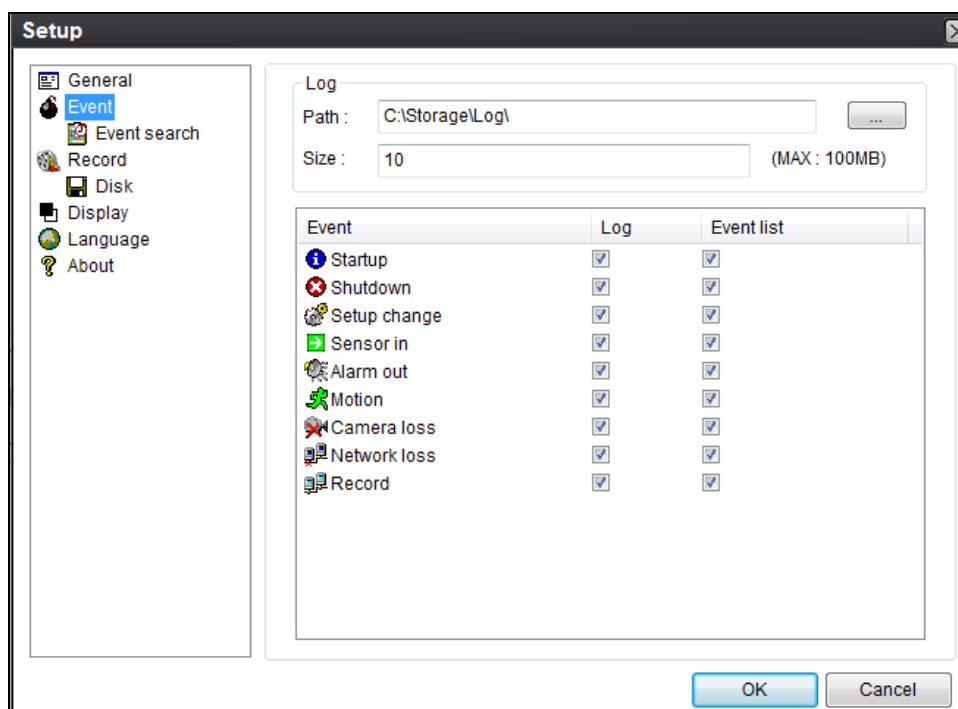 Setup
General
Event
Event search
Record
Disk
Display
Language
About
Log
Path : C:\Storage\Log\ ...
Size : 10 (MAX : 100MB)
Event Log Event list
Startup
Shutdown
Setup change
Sensor in
Alarm out
Motion
Camera loss
Network loss
Record
OK Cancel